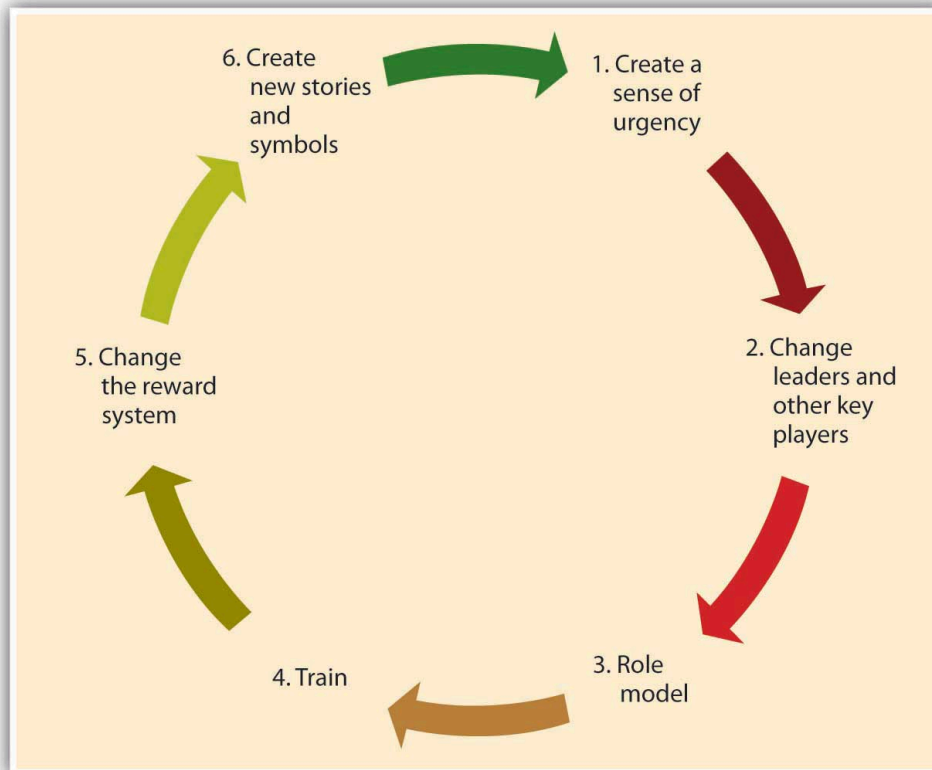 1. Create a
sense of
urgency
2. Change
leaders and
other key
players
3. Role
model
4. Train
5. Change
the reward
system
6. Create
new stories
and
symbols